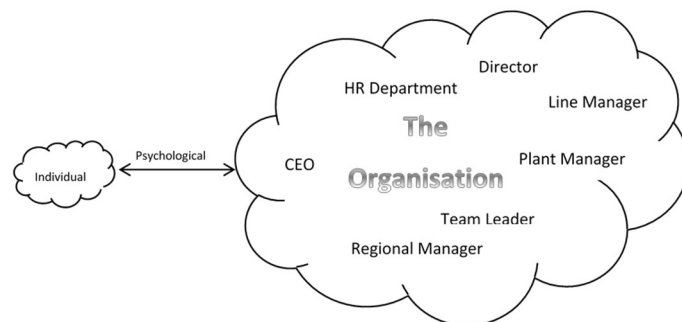 Director
HR Department
Line Manager
The
Psychological
CEO
Plant Manager
Individual
Organisation
Team Leader
Regional Manager